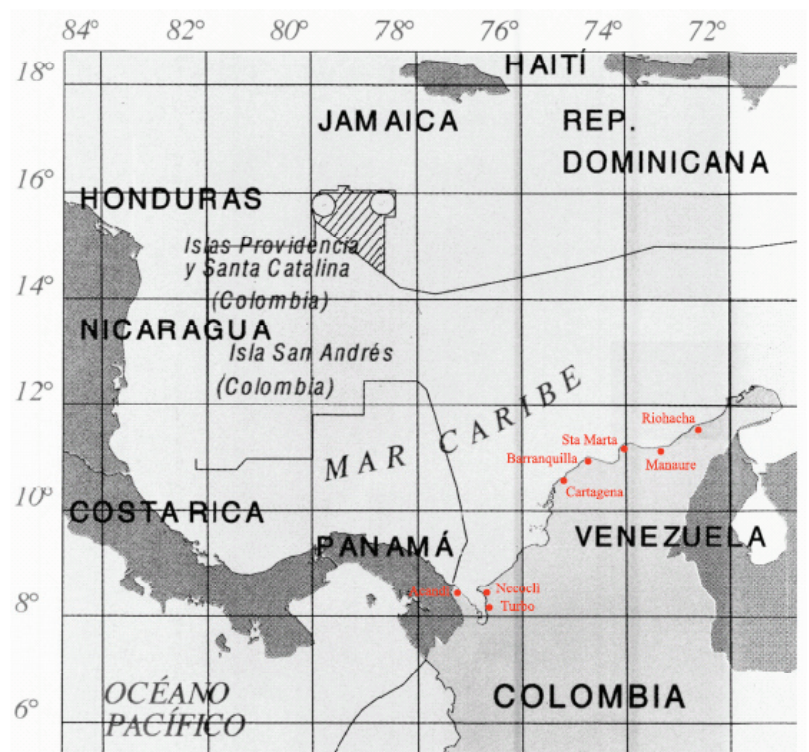 84° 82° 80° 78° 76° 74° 72°
18°
HAITÍ
JAMAICA
REP.
DOMINICANA
16°
HONDURAS
Islas Providencia
y Santa Catalina
(Colombia)
14°
NICARAGUA
Isla San Andrés
(Colombia)
12°
MAR CARIBE
Riohacha
Sta Marta
Barranquilla
Manaure
Cartagena
10°
COSTA RICA
PANAMÁ
VENEZUELA
Necocli
Turbo
8°
OCÉANO
PACÍFICO
COLOMBIA
6°